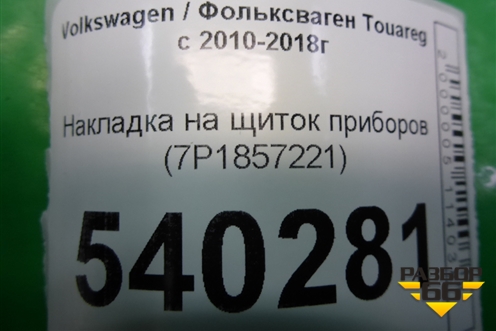 Volkswagen / Фольксваген Touareg
с 2010-2018г
Накладка на щиток приборов
(7P1857221)
540281
РАЗБОР
66